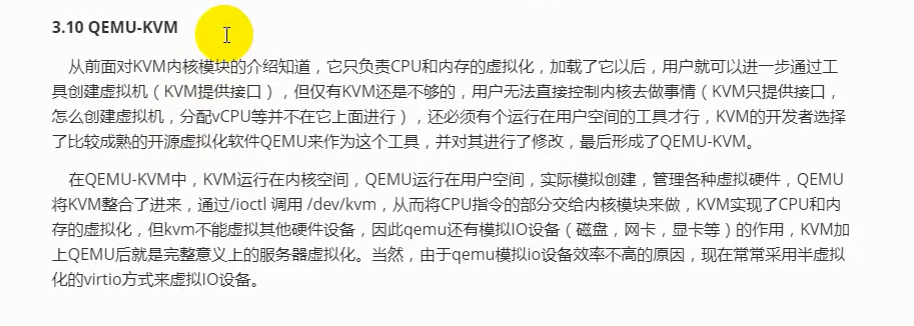 3.10 QEMU-KVM
从前面对KVM内核模块的介绍知道，它只负责CPU和内存的虚拟化，加载了它以后，用户就可以进一步通过工
具创建虚拟机（KVM提供接口），但仅有KVM还是不够的，用户无法直接控制内核去做事情（KVM只提供接口，
怎么创建虚拟机，分配vCPU等并不在它上面进行），还必须有个运行在用户空间的工具才行，KVM的开发者选择
了比较成熟的开源虚拟化软件QEMU来作为这个工具，并对其进行了修改，最后形成了QEMU-KVM。
在QEMU-KVM中，KVM运行在内核空间，QEMU运行在用户空间，实际模拟创建，管理各种虚拟硬件，QEMU
将KVM整合了进来，通过/ioctl 调用 /dev/kvm，从而将CPU指令的部分交给内核模块来做，KVM实现了CPU和内
存的虚拟化，但kvm不能虚拟其他硬件设备，因此qemu还有模拟IO设备（磁盘，网卡，显卡等）的作用，KVM加
上QEMU后就是完整意义上的服务器虚拟化。当然，由于qemu模拟io设备效率不高的原因，现在常常采用半虚拟
化的virtio方式来虚拟IO设备。